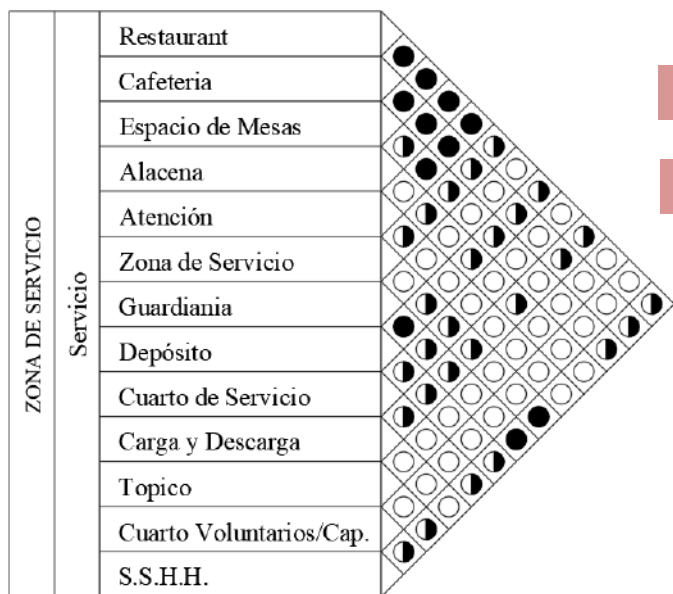 ZONA DE SERVICIO
Servicio
Restaurant
Cafeteria
Espacio de Mesas
Alacena
Atención
Zona de Servicio
Guardiania
Depósito
Cuarto de Servicio
Carga y Descarga
Topico
Cuarto Voluntarios/Cap.
S.S.H.H.